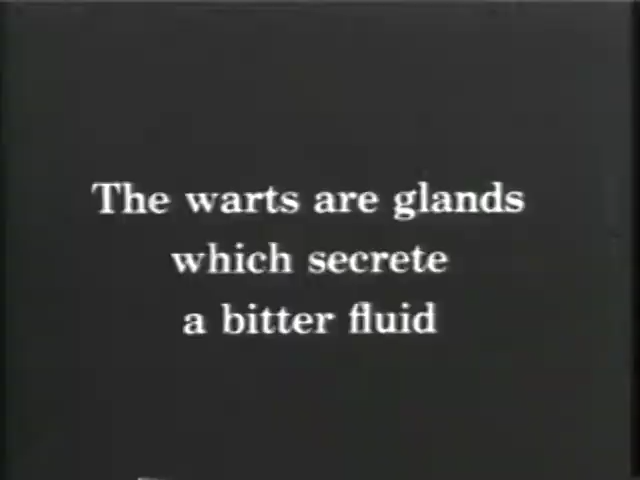 The warts are glands
which secrete
a bitter fluid